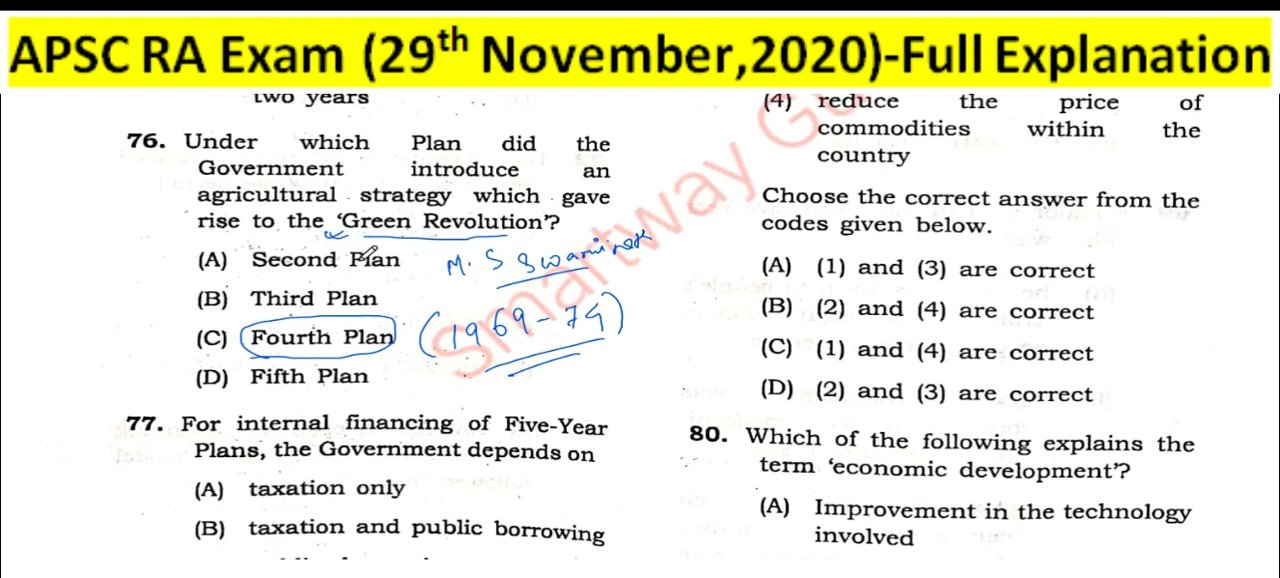 APSC RA Exam (29th November,2020)-Full Explanation
two years
76. Under which Plan did the
Government introduce an
agricultural strategy which gave
rise to the ‘Green Revolution’?
(A) Second Plan
M. S Swaminath
(B) Third Plan
(C) Fourth Plan (1969-74)
(D) Fifth Plan
77. For internal financing of Five-Year
Plans, the Government depends on
(A) taxation only
(B) taxation and public borrowing
(4) reduce the price of
commodities within the
country
Choose the correct answer from the
codes given below.
(A) (1) and (3) are correct
(B) (2) and (4) are correct
(C) (1) and (4) are correct
(D) (2) and (3) are correct
80. Which of the following explains the
term ‘economic development’?
(A) Improvement in the technology
involved
Smartway Gu